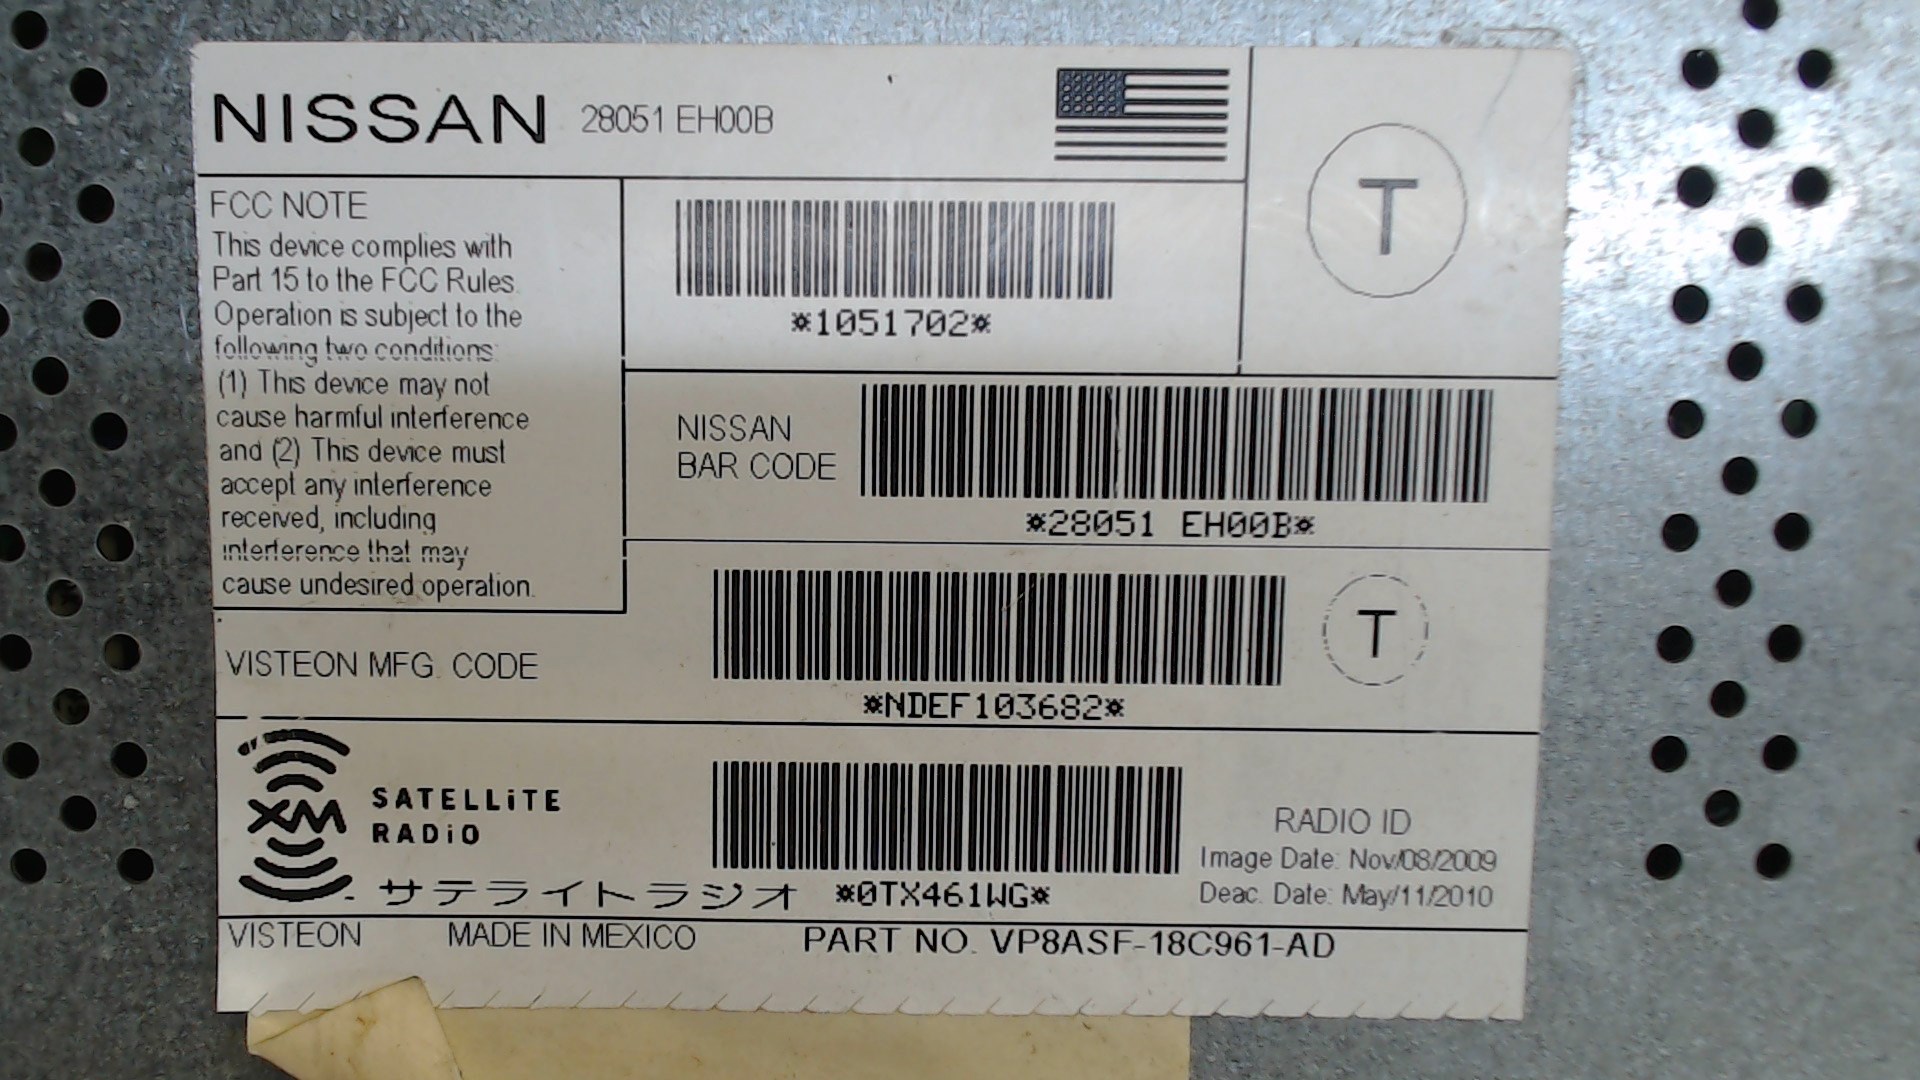 NISSAN 28051 EH00B
T
FCC NOTE
This device complies with
Part 15 to the FCC Rules.
Operation is subject to the
following two conditions:
(1) This device may not
cause harmful interference
and (2) This device must
accept any interference
received, including
interference that may
cause undesired operation.
*1051702*
NISSAN
BAR CODE
*28051 EH00B*
VISTEON MFG. CODE
*NDEF103682*
T
XM SATELLiTE
RADiO
サテライトラジオ
*0TX461WG*
RADIO ID
Image Date: Nov/08/2009
Deac. Date: May/11/2010
VISTEON MADE IN MEXICO PART NO. VP8ASF-18C961-AD